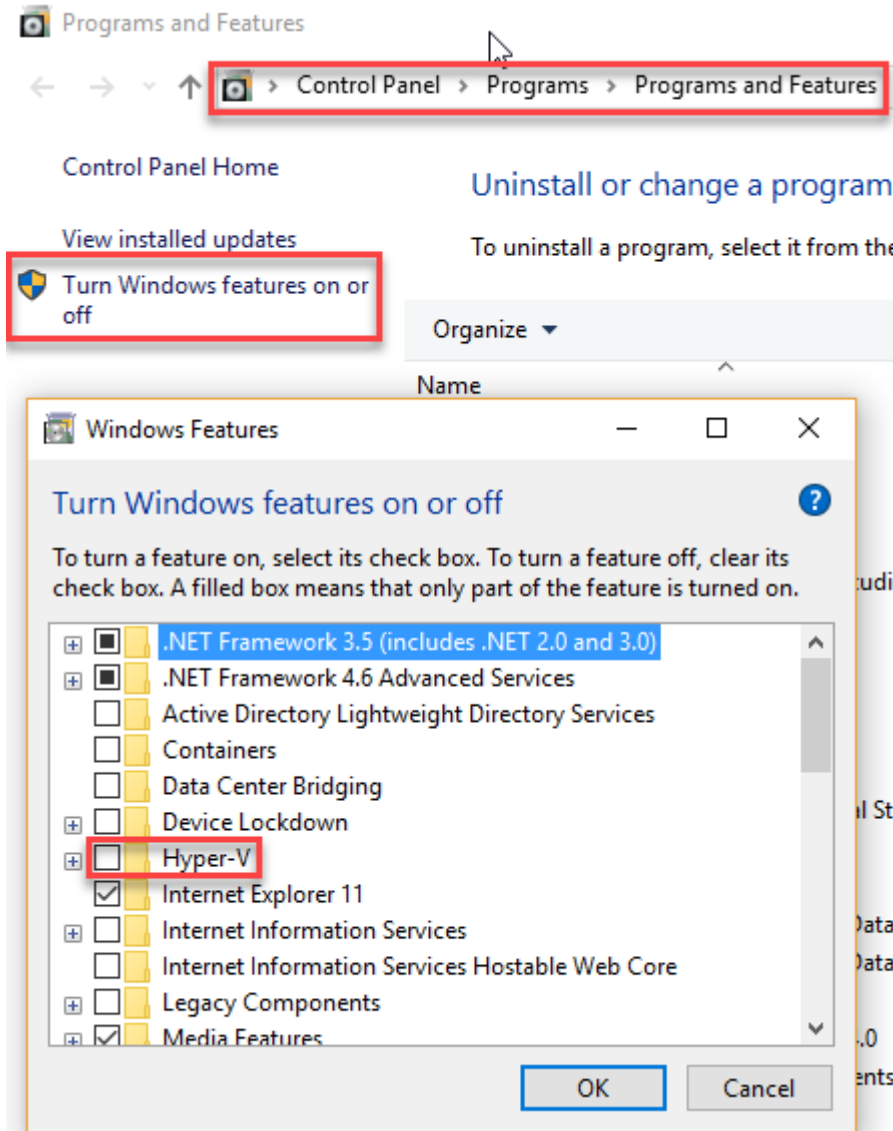 Programs and Features
Control Panel > Programs > Programs and Features
Control Panel Home
View installed updates
Turn Windows features on or
off
Uninstall or change a program
To uninstall a program, select it from the
Organize
Name
Windows Features
Turn Windows features on or off
To turn a feature on, select its check box. To turn a feature off, clear its
check box. A filled box means that only part of the feature is turned on.
.NET Framework 3.5 (includes .NET 2.0 and 3.0)
.NET Framework 4.6 Advanced Services
Active Directory Lightweight Directory Services
Containers
Data Center Bridging
Device Lockdown
Hyper-V
Internet Explorer 11
Internet Information Services
Internet Information Services Hostable Web Core
Legacy Components
Media Features
OK
Cancel